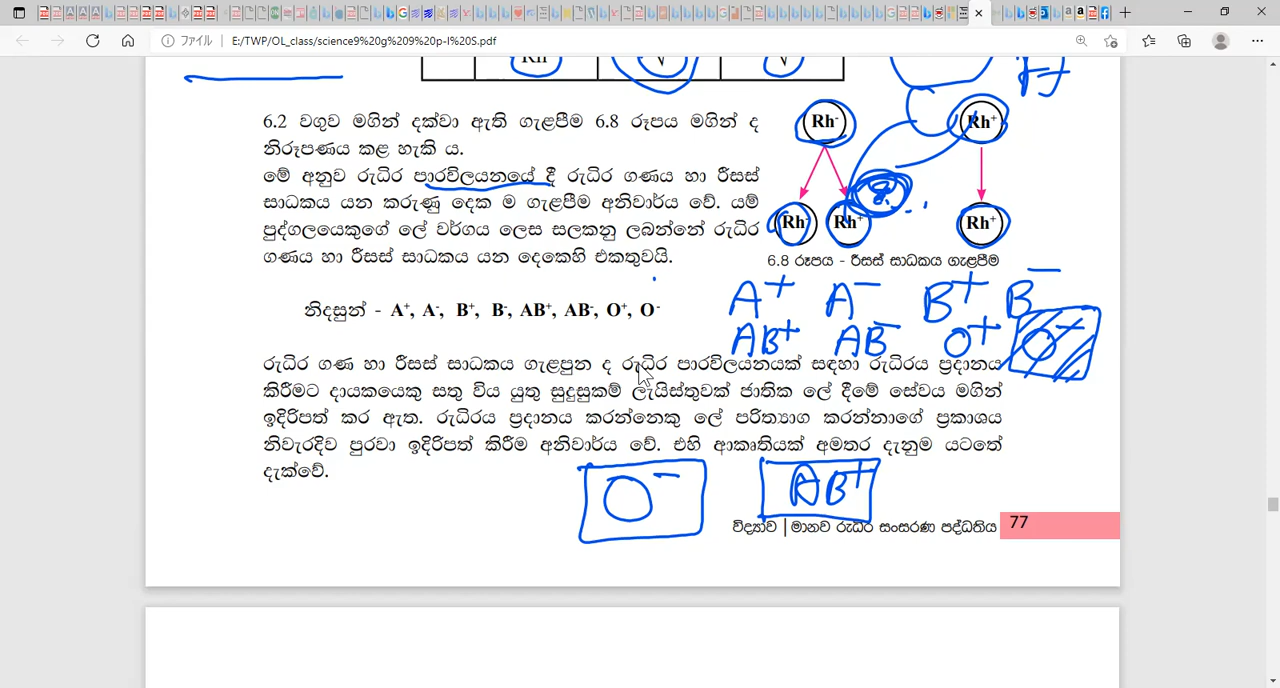 ファイル E:/TWP/OL_class/science9%20g%209%20p-I%20S.pdf
Rh
6.2 වගුව මගින් දක්වා ඇති ගැළපීම 6.8 රූපය මගින් ද
නිරූපණය කළ හැකි ය.
මේ අනුව රුධිර පාරවිලයනයේ දී රුධිර ගණය හා රීසස්
සාධකය යන කරුණු දෙක ම ගැළපීම අනිවාර්ය වේ. යම්
පුද්ගලයෙකුගේ ලේ වර්ගය ලෙස සලකනු ලබන්නේ රුධිර
ගණය හා රීසස් සාධකය යන දෙකෙහි එකතුවයි.
Rh⁻ Rh⁺
Rh⁻ Rh⁺ Rh⁺
6.8 රූපය - රීසස් සාධකය ගැළපීම
නිදසුන් - A⁺, A⁻, B⁺, B⁻, AB⁺, AB⁻, O⁺, O⁻
A⁺ A⁻ B⁺ B⁻
AB⁺ AB⁻ O⁺ O⁻
රුධිර ගණ හා රීසස් සාධකය ගැළපුන ද රුධිර පාරවිලයනයක් සඳහා රුධිරය ප්‍රදානය
කිරීමට දායකයෙකු සතු විය යුතු සුදුසුකම් ලැයිස්තුවක් ජාතික ලේ දීමේ සේවය මගින්
ඉදිරිපත් කර ඇත. රුධිරය ප්‍රදානය කරන්නෙකු ලේ පරිත්‍යාග කරන්නාගේ ප්‍රකාශය
නිවැරදිව පුරවා ඉදිරිපත් කිරීම අනිවාර්ය වේ. එහි ආකෘතියක් අමතර දැනුම යටතේ
දැක්වේ.
O⁻ AB⁺
විද්‍යාව | මානව රුධිර සංසරණ පද්ධතිය 77